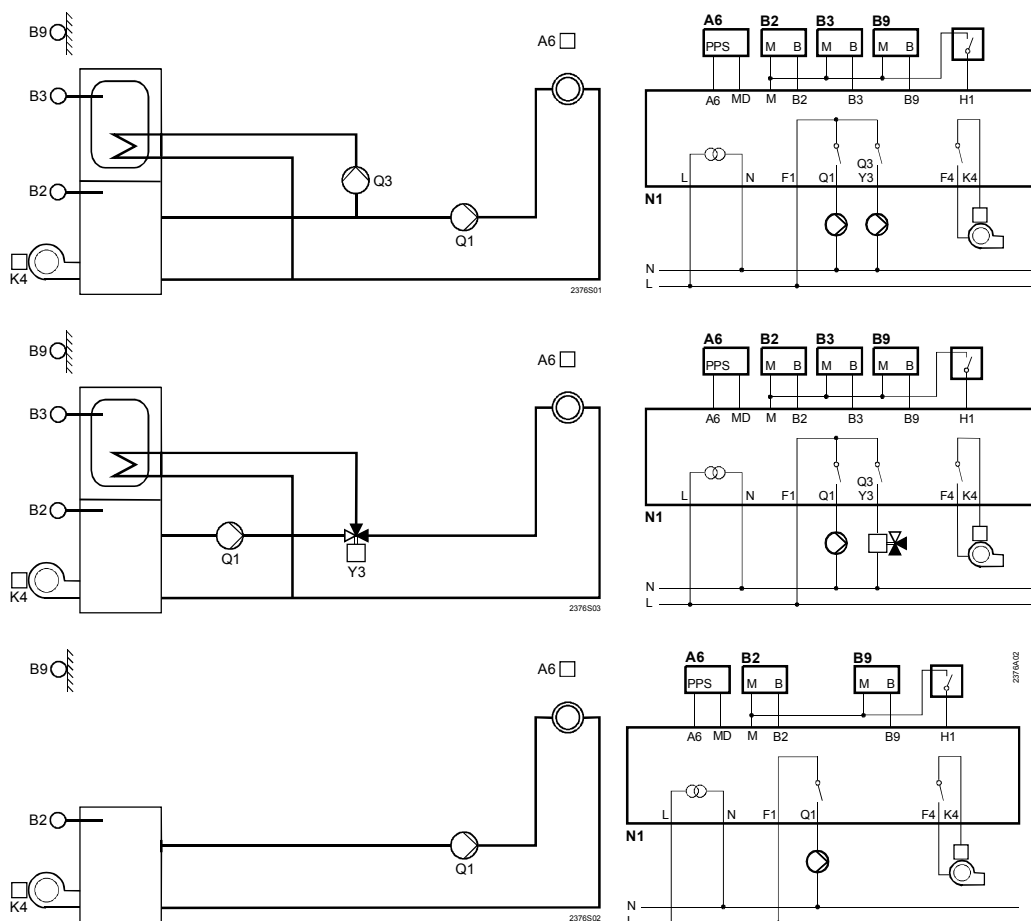 B9
A6
B3
B2
Q3
Q1
K4
2376S01
A6 B2 B3 B9
PPS M B M B M B
A6 MD M B2 B3 B9 H1
Q3
L N F1 Q1 Y3 F4 K4
N1
N
L
B9
A6
B3
B2
Q1
Y3
K4
2376S03
A6 B2 B3 B9
PPS M B M B M B
A6 MD M B2 B3 B9 H1
Q3
L N F1 Q1 Y3 F4 K4
N1
N
L
B9
A6
B2
Q1
K4
2376S02
A6 B2 B9
2376A02
PPS M B M B
A6 MD M B2 B9 H1
L N F1 Q1 F4 K4
N1
N
L